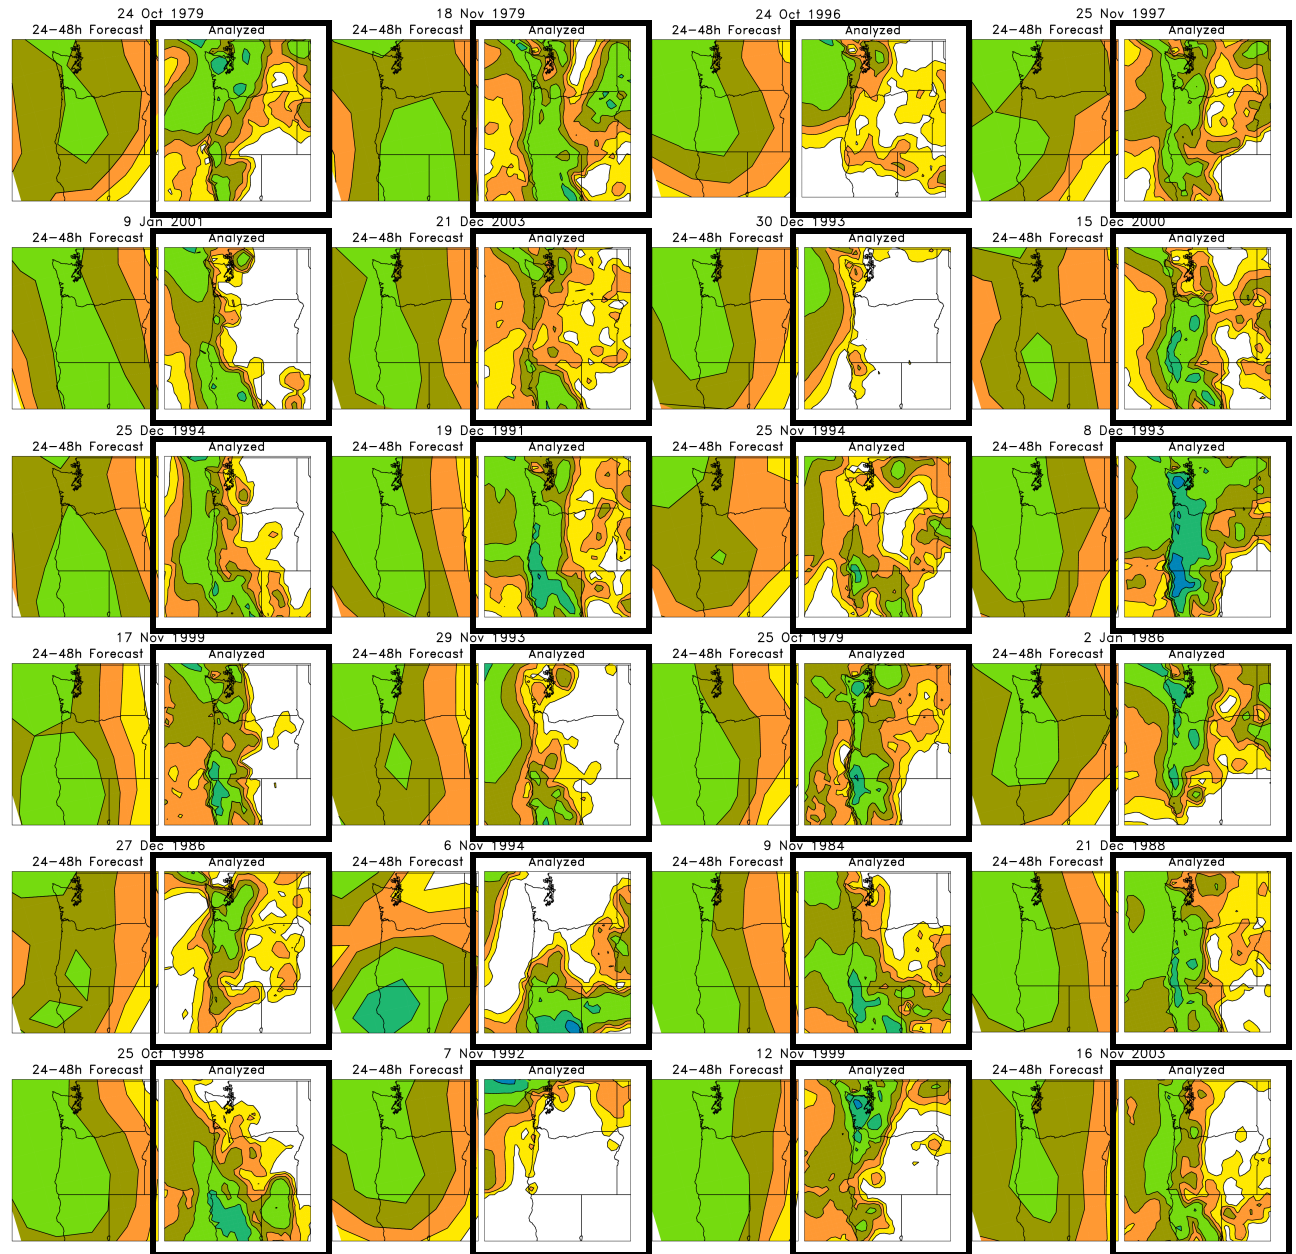 24 Oct 1979 18 Nov 1979 24 Oct 1996 25 Nov 1997
24-48h Forecast Analyzed 24-48h Forecast Analyzed 24-48h Forecast Analyzed 24-48h Forecast Analyzed
9 Jan 2001 21 Dec 2003 30 Dec 1993 15 Dec 2000
24-48h Forecast Analyzed 24-48h Forecast Analyzed 24-48h Forecast Analyzed 24-48h Forecast Analyzed
25 Dec 1994 19 Dec 1991 25 Nov 1994 8 Dec 1993
24-48h Forecast Analyzed 24-48h Forecast Analyzed 24-48h Forecast Analyzed 24-48h Forecast Analyzed
17 Nov 1999 29 Nov 1993 25 Oct 1979 2 Jan 1986
24-48h Forecast Analyzed 24-48h Forecast Analyzed 24-48h Forecast Analyzed 24-48h Forecast Analyzed
27 Dec 1986 6 Nov 1994 9 Nov 1984 21 Dec 1988
24-48h Forecast Analyzed 24-48h Forecast Analyzed 24-48h Forecast Analyzed 24-48h Forecast Analyzed
25 Oct 1998 7 Nov 1992 12 Nov 1999 16 Nov 2003
24-48h Forecast Analyzed 24-48h Forecast Analyzed 24-48h Forecast Analyzed 24-48h Forecast Analyzed